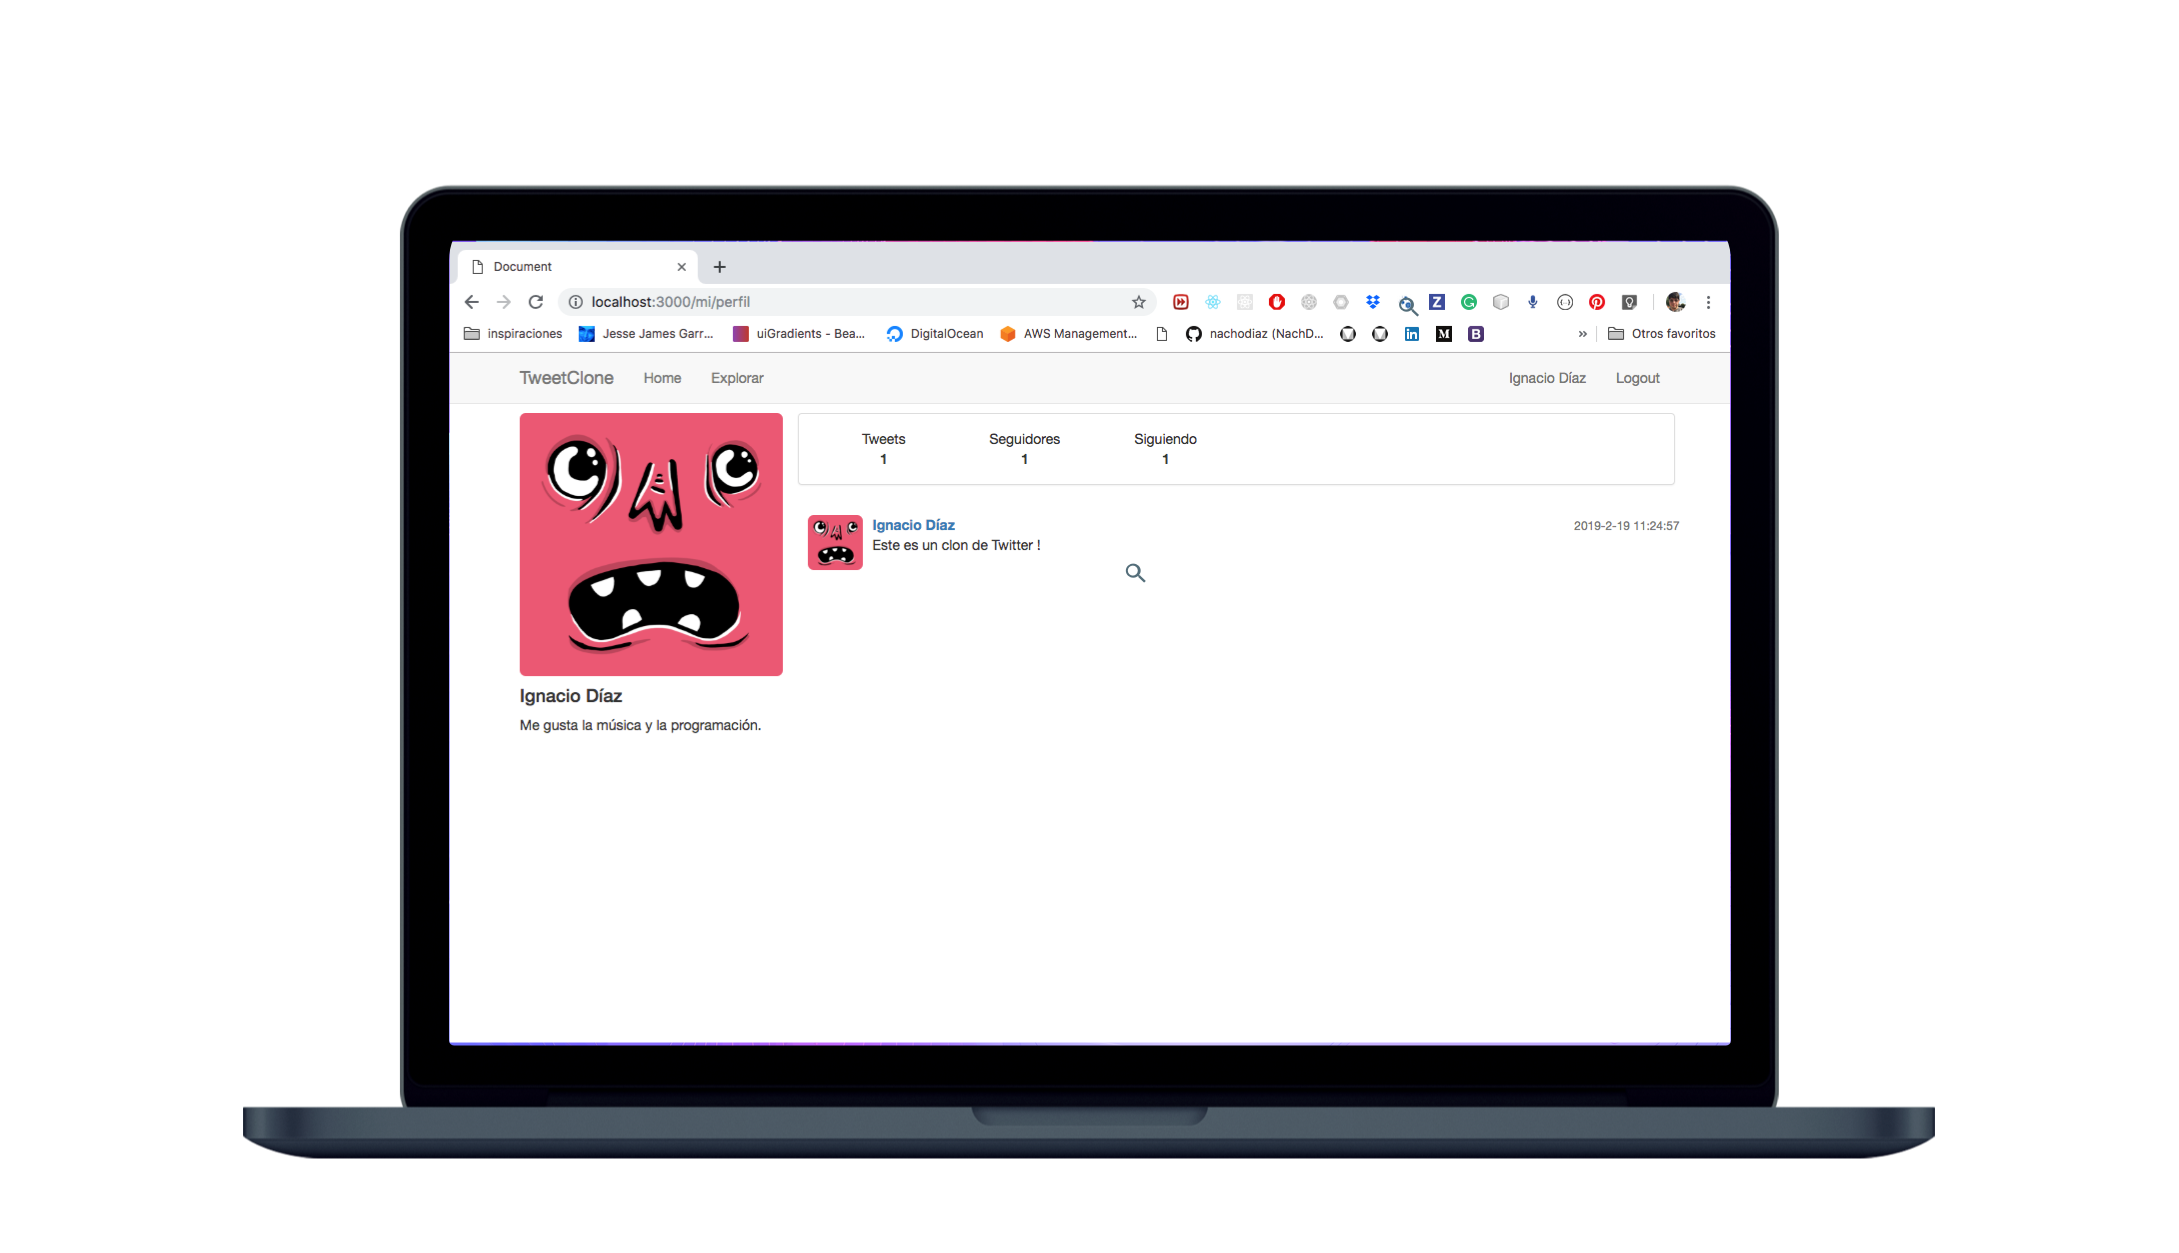 Document
localhost:3000/mi/perfil
inspiraciones Jesse James Garr... uiGradients - Bea... DigitalOcean AWS Management... nachodiaz (NachD... in M B » Otros favoritos
TweetClone Home Explorar Ignacio Díaz Logout
Tweets Seguidores Siguiendo
1 1 1
Ignacio Díaz 2019-2-19 11:24:57
Este es un clon de Twitter !
Ignacio Díaz
Me gusta la música y la programación.